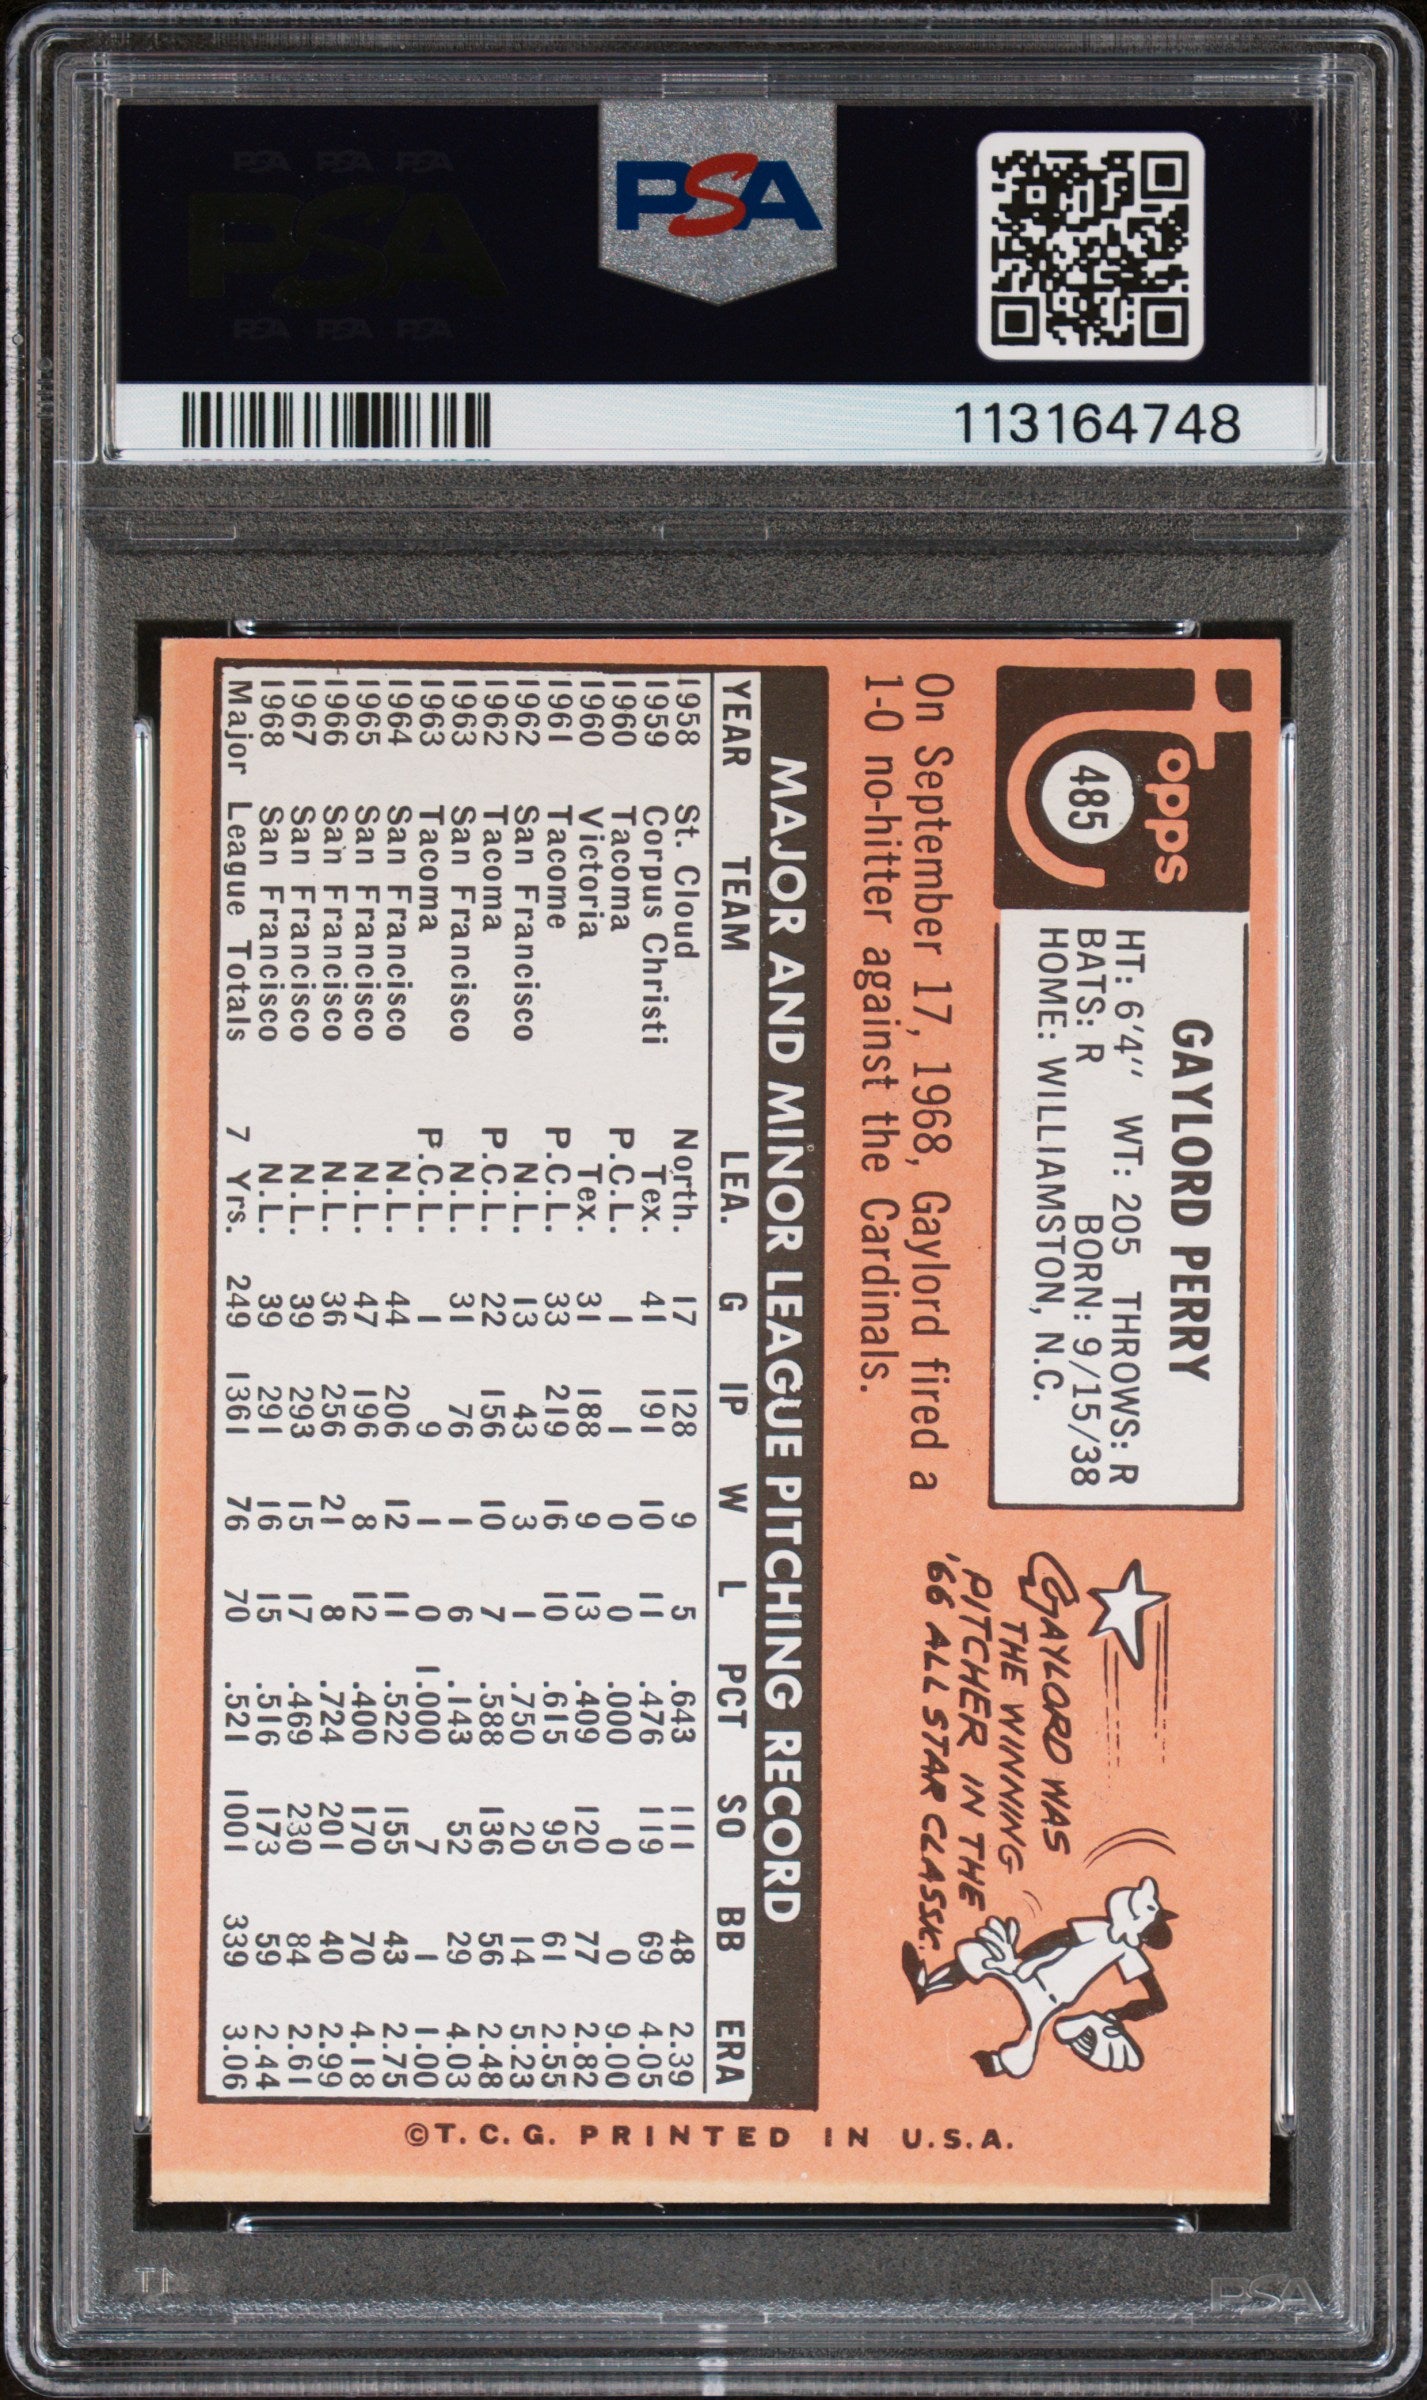 PSA PSA PSA
PSA
PSA PSA PSA
PSA
113164748
Topps
485
GAYLORD PERRY
HT: 6'4" WT: 205 THROWS: R
BATS: R BORN: 9/15/38
HOME: WILLIAMSTON, N.C.
On September 17, 1968, Gaylord fired a
1-0 no-hitter against the Cardinals.
GAYLORD WAS
THE WINNING
PITCHER IN THE
'66 ALL STAR CLASSIC.
MAJOR AND MINOR LEAGUE PITCHING RECORD
YEAR TEAM LEA. G IP W L PCT SO BB ERA
1958 St. Cloud North. 17 128 9 5 .643 111 48 2.39
1959 Corpus Christi Tex. 41 191 10 11 .476 119 69 4.05
1960 Tacoma P.C.L. 1 1 0 0 .000 0 0 9.00
1960 Victoria Tex. 31 188 9 13 .409 120 77 2.82
1961 Tacome P.C.L. 33 219 16 10 .615 95 61 2.55
1962 San Francisco N.L. 13 43 3 1 .750 20 14 5.23
1962 Tacoma P.C.L. 22 156 10 7 .588 136 56 2.48
1963 San Francisco N.L. 31 76 1 6 .143 52 29 4.03
1963 Tacoma P.C.L. 1 9 1 0 1.000 7 1 1.00
1964 San Francisco N.L. 44 206 12 11 .522 155 43 2.75
1965 San Francisco N.L. 47 196 8 12 .400 170 70 4.18
1966 San Francisco N.L. 36 256 21 8 .724 201 40 2.99
1967 San Francisco N.L. 39 293 15 17 .469 230 84 2.61
1968 San Francisco N.L. 39 291 16 15 .516 173 59 2.44
Major League Totals 7 Yrs. 249 1361 76 70 .521 1001 339 3.06
©T.C.G. PRINTED IN U.S.A.
PSA